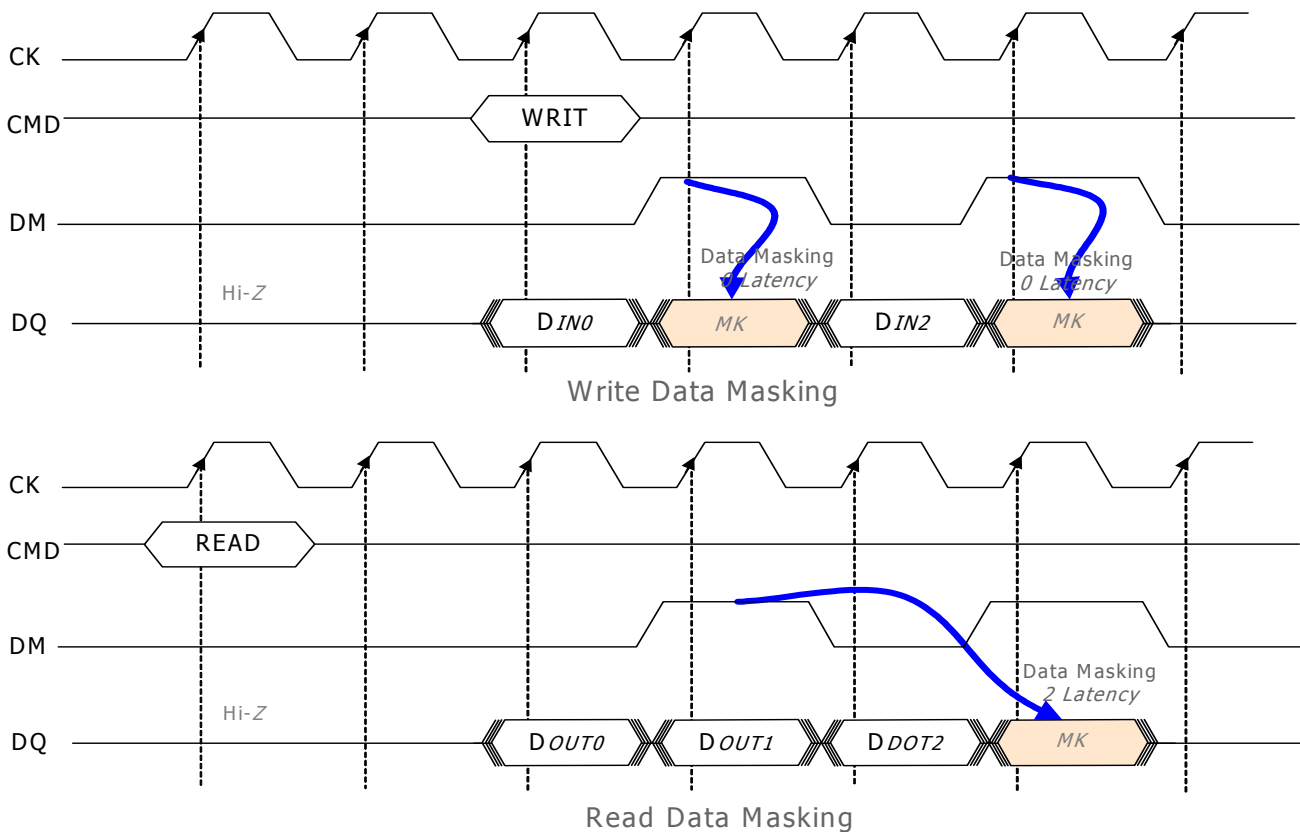 CK
CMD
WRIT
DM
Data Masking
0 Latency
Data Masking
0 Latency
Hi-Z
DQ
DIN0
MK
DIN2
MK
Write Data Masking
CK
CMD
READ
DM
Data Masking
2 Latency
Hi-Z
DQ
DOUT0
DOUT1
DDOT2
MK
Read Data Masking